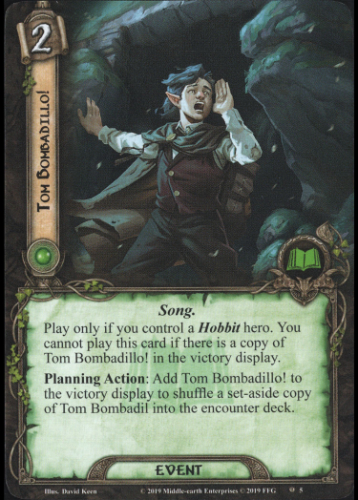 2
TOM BOMBADILLO!
Song.
Play only if you control a Hobbit hero. You
cannot play this card if there is a copy of
Tom Bombadillo! in the victory display.
Planning Action: Add Tom Bombadillo! to
the victory display to shuffle a set-aside copy
of Tom Bombadil into the encounter deck.
EVENT
Illus. David Keen © 2019 Middle-earth Enterprises © 2019 FFG 5